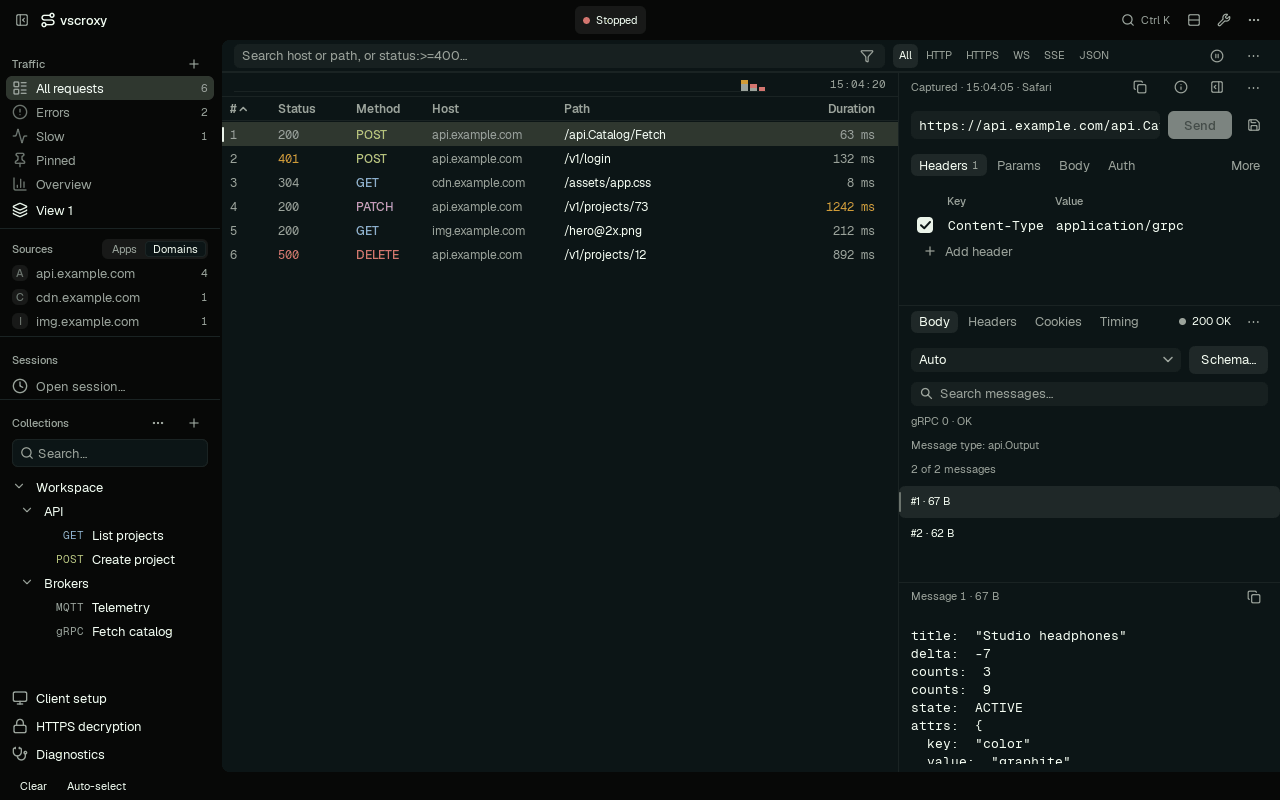 vscroxy
Stopped
Ctrl K
Traffic
All requests 6
Errors 2
Slow 1
Pinned
Overview
View 1
Sources Apps Domains
A api.example.com 4
C cdn.example.com 1
I img.example.com 1
Sessions
Open session...
Collections
Search...
Workspace
API
GET List projects
POST Create project
Brokers
MQTT Telemetry
gRPC Fetch catalog
Client setup
HTTPS decryption
Diagnostics
Clear Auto-select
Search host or path, or status:>=400...
All HTTP HTTPS WS SSE JSON
15:04:20
# Status Method Host Path Duration
1 200 POST api.example.com /api.Catalog/Fetch 63 ms
2 401 POST api.example.com /v1/login 132 ms
3 304 GET cdn.example.com /assets/app.css 8 ms
4 200 PATCH api.example.com /v1/projects/73 1242 ms
5 200 GET img.example.com /hero@2x.png 212 ms
6 500 DELETE api.example.com /v1/projects/12 892 ms
Captured · 15:04:05 · Safari
https://api.example.com/api.Ca Send
Headers 1 Params Body Auth More
Key Value
Content-Type application/grpc
Add header
Body Headers Cookies Timing 200 OK
Auto Schema...
Search messages...
gRPC 0 · OK
Message type: api.Output
2 of 2 messages
#1 · 67 B
#2 · 62 B
Message 1 · 67 B
title: "Studio headphones"
delta: -7
counts: 3
counts: 9
state: ACTIVE
attrs: {
key: "color"
value: "graphite"